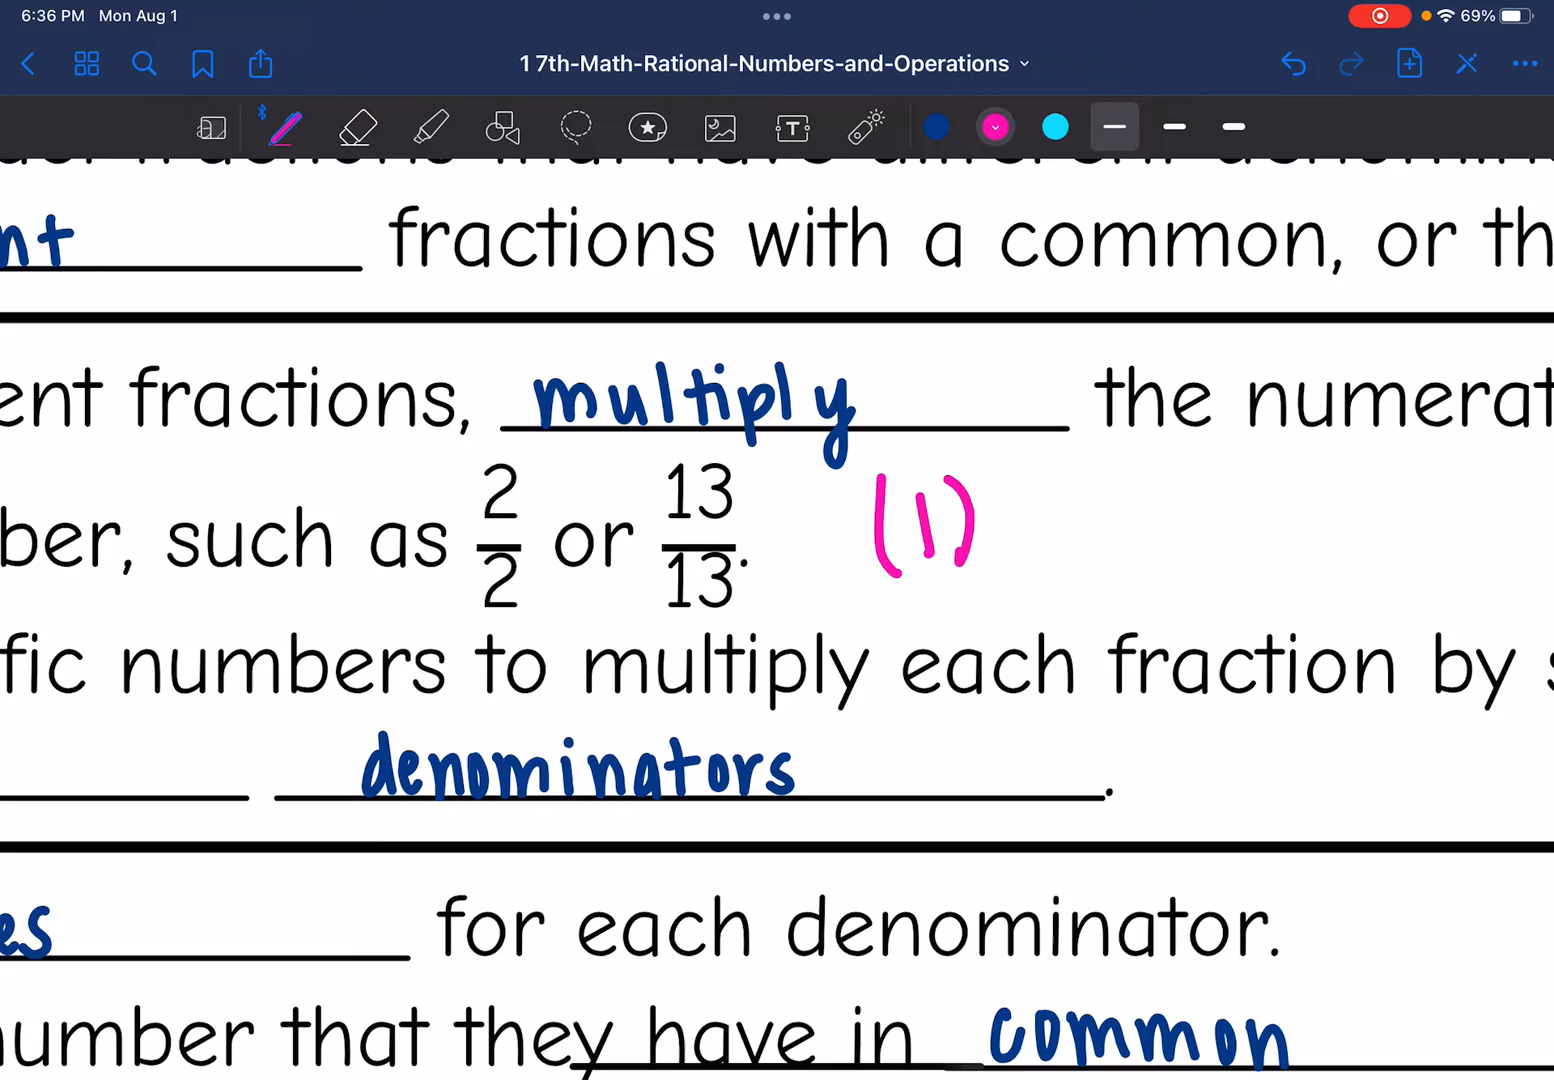 6:36 PM Mon Aug 1 69%
1 7th-Math-Rational-Numbers-and-Operations
nt fractions with a common, or th
ent fractions, multiply the numerat
ber, such as 2/2 or 13/13. (1)
fic numbers to multiply each fraction by s
denominators.
es for each denominator.
number that they have in common